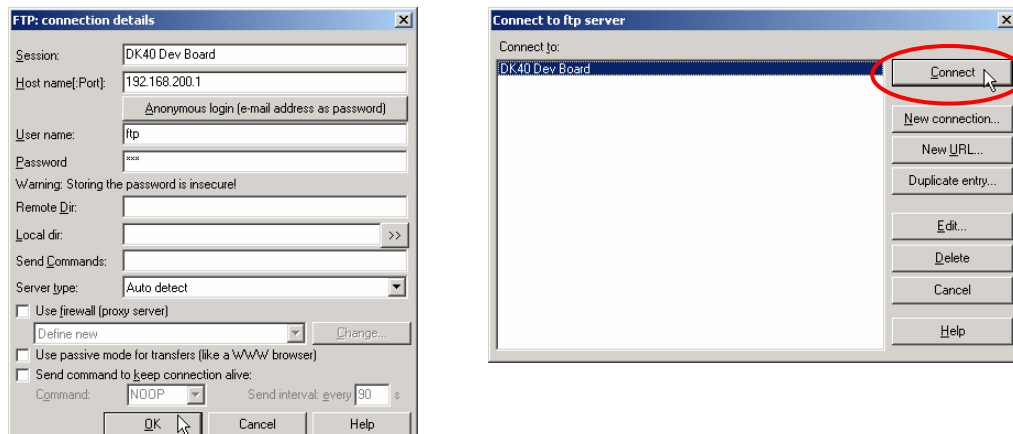 FTP: connection details
Session: DK40 Dev Board
Host name[:Port]: 192.168.200.1
Anonymous login (e-mail address as password)
User name: ftp
Password ***
Warning: Storing the password is insecure!
Remote Dir:
Local dir: >>
Send Commands:
Server type: Auto detect
Use firewall (proxy server)
Define new Change...
Use passive mode for transfers (like a WWW browser)
Send command to keep connection alive:
Command: NOOP Send interval: every 90 s
OK Cancel Help
Connect to ftp server
Connect to:
DK40 Dev Board
Connect
New connection...
New URL...
Duplicate entry...
Edit...
Delete
Cancel
Help